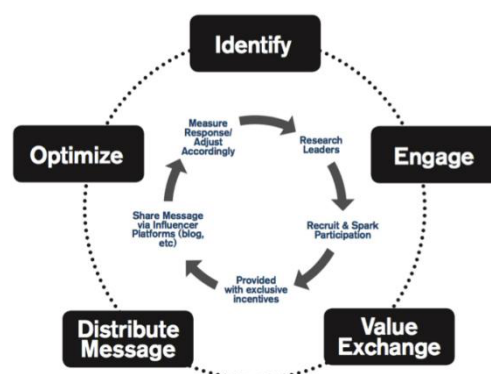 Identify
Engage
Value
Exchange
Distribute
Message
Optimize
Measure
Response/
Adjust
Accordingly
Research
Leaders
Recruit & Spark
Participation
Provided
with exclusive
incentives
Share Message
via Influencer
Platforms (blog,
etc)